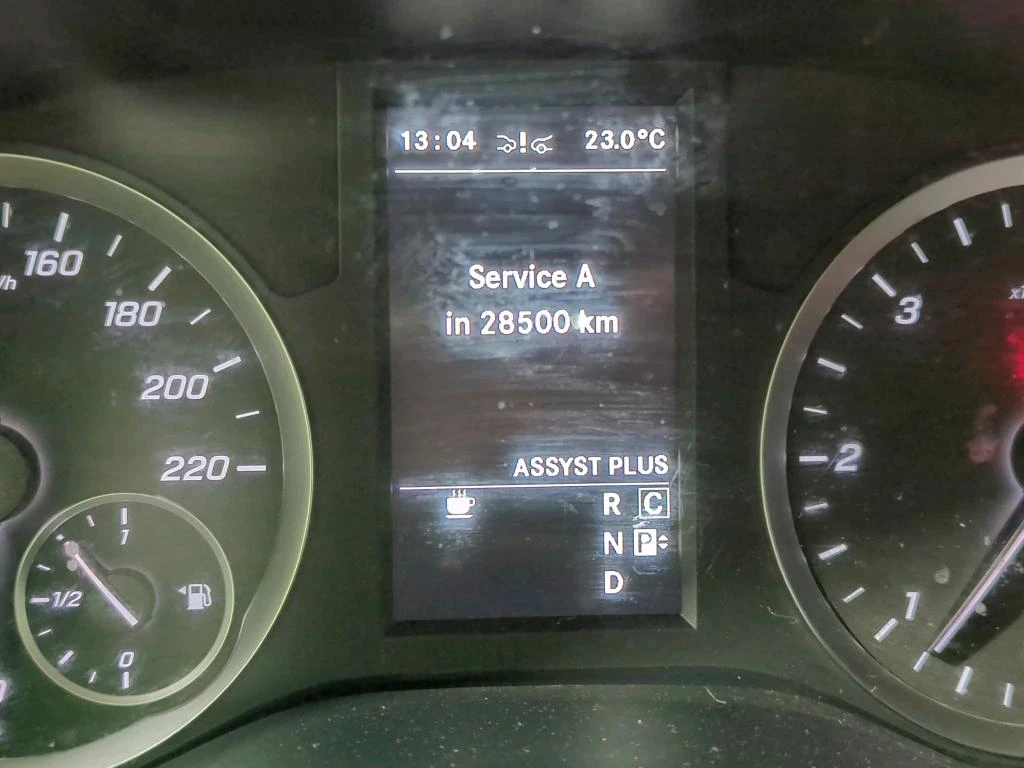 13:04 23.0°C
160
180
200
220
Service A
in 28500 km
ASSYST PLUS
R C
N P
D
1
1/2
0
3
2
1